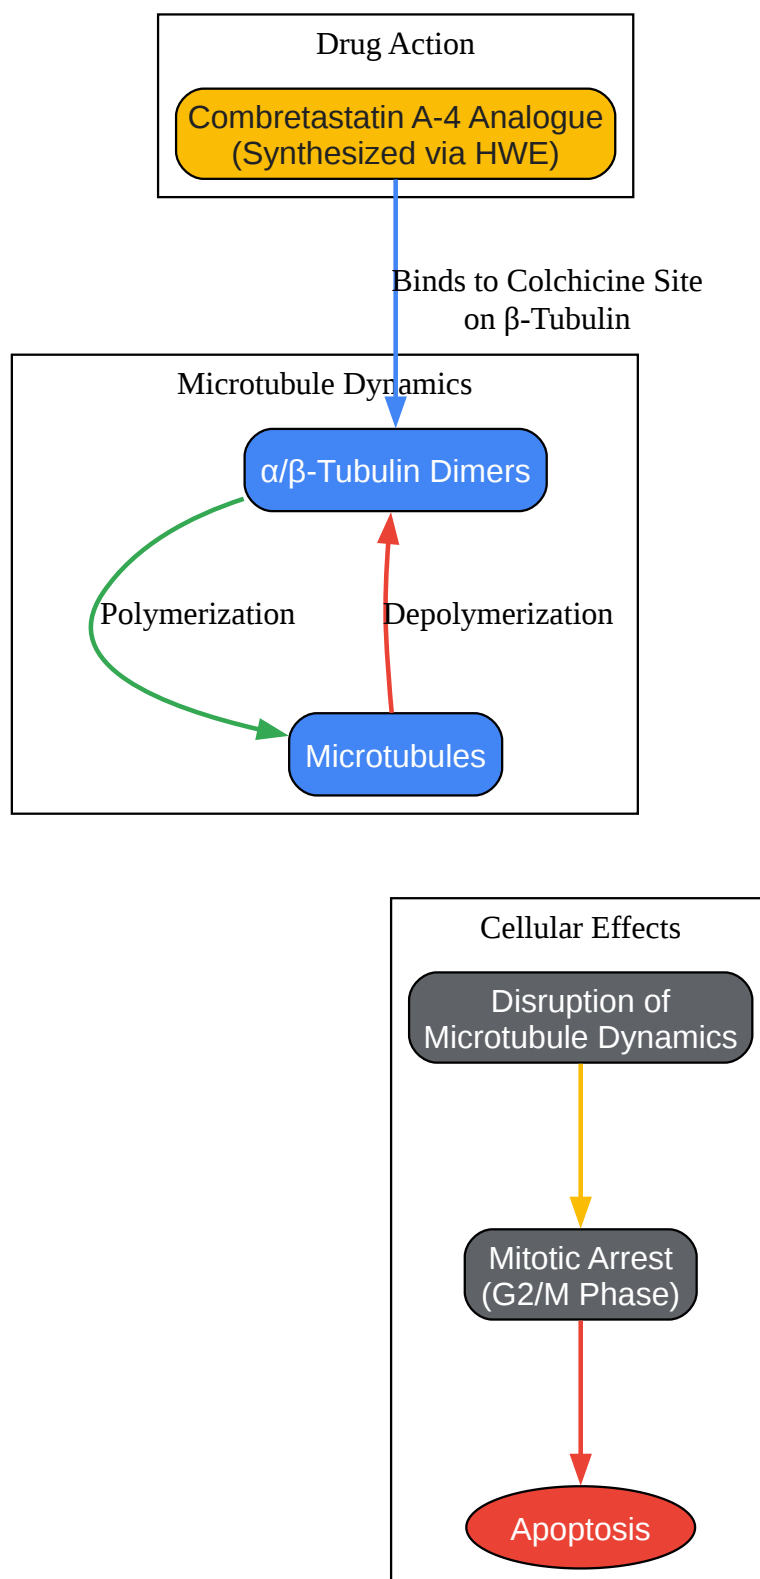 Drug Action
Combretastatin A-4 Analogue
(Synthesized via HWE)
Binds to Colchicine Site
on β-Tubulin
Microtubule Dynamics
α/β-Tubulin Dimers
Polymerization
Depolymerization
Microtubules
Cellular Effects
Disruption of
Microtubule Dynamics
Mitotic Arrest
(G2/M Phase)
Apoptosis